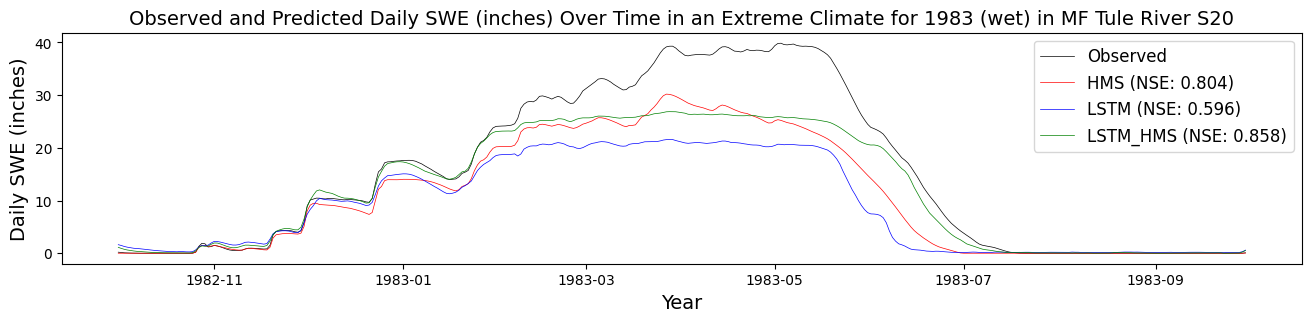 Observed and Predicted Daily SWE (inches) Over Time in an Extreme Climate for 1983 (wet) in MF Tule River S20
Daily SWE (inches)
40
30
20
10
0
Observed
HMS (NSE: 0.804)
LSTM (NSE: 0.596)
LSTM_HMS (NSE: 0.858)
1982-11
1983-01
1983-03
1983-05
1983-07
1983-09
Year